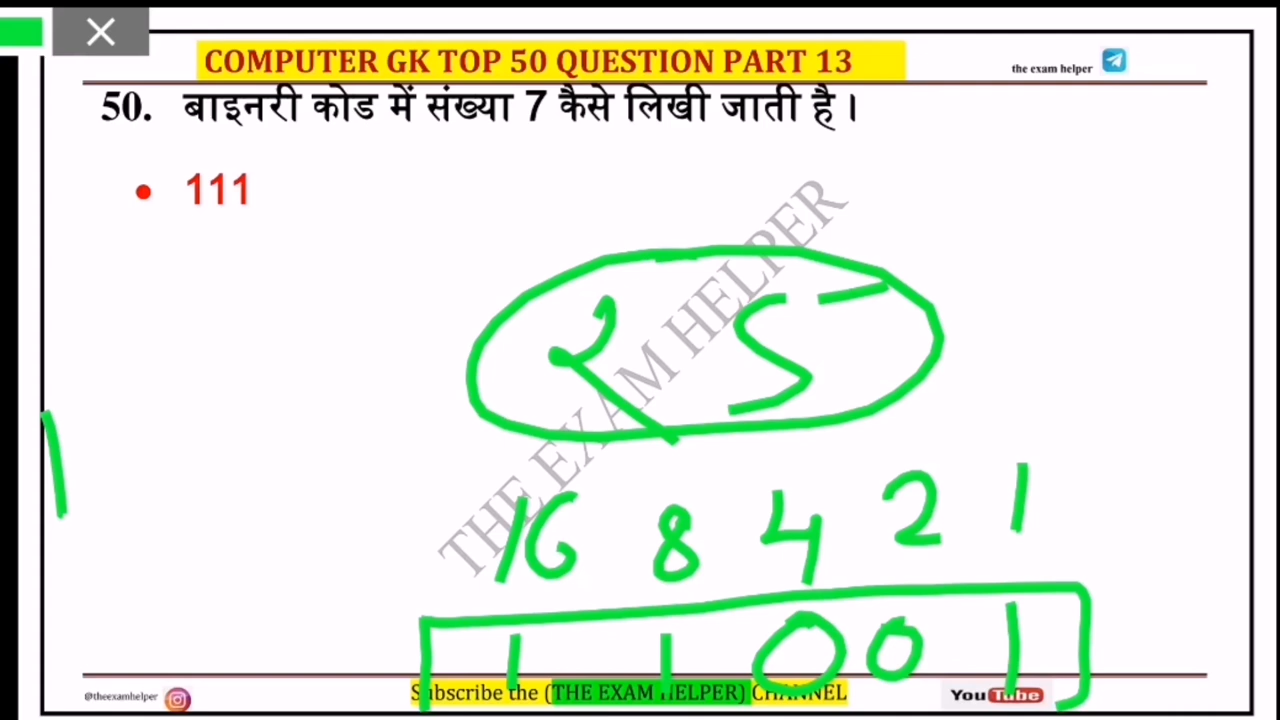 COMPUTER GK TOP 50 QUESTION PART 13
the exam helper
50. बाइनरी कोड में संख्या 7 कैसे लिखी जाती है।
• 111
THE EXAM HELPER
25
16 8 4 2 1
1
1 1 0 0 1
@theexamhelper
Subscribe the (THE EXAM HELPER) CHANNEL
YouTube